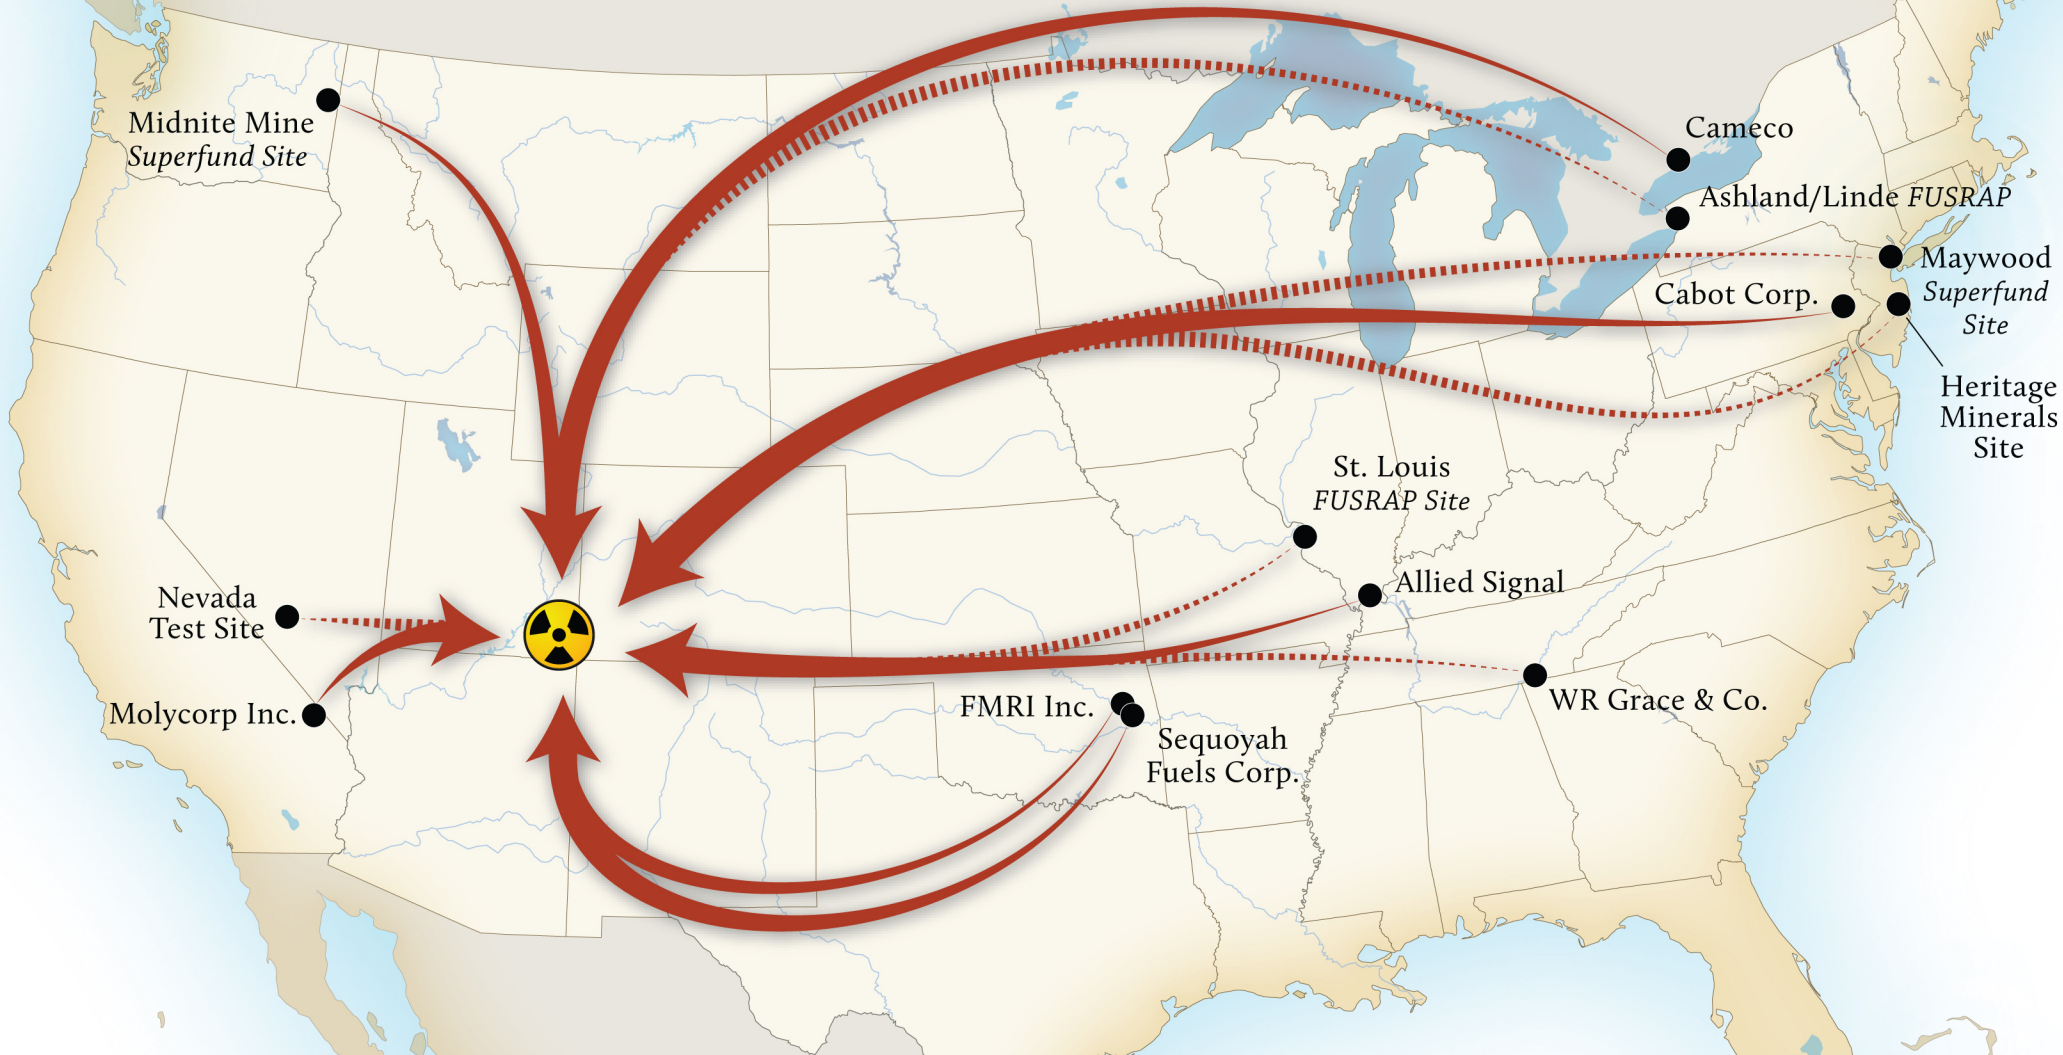 Midnite Mine
Superfund Site
Cameco
Ashland/Linde FUSRAP
Maywood
Superfund
Site
Cabot Corp.
Heritage
Minerals
Site
St. Louis
FUSRAP Site
Allied Signal
Nevada
Test Site
Molycorp Inc.
FMRI Inc.
WR Grace & Co.
Sequoyah
Fuels Corp.